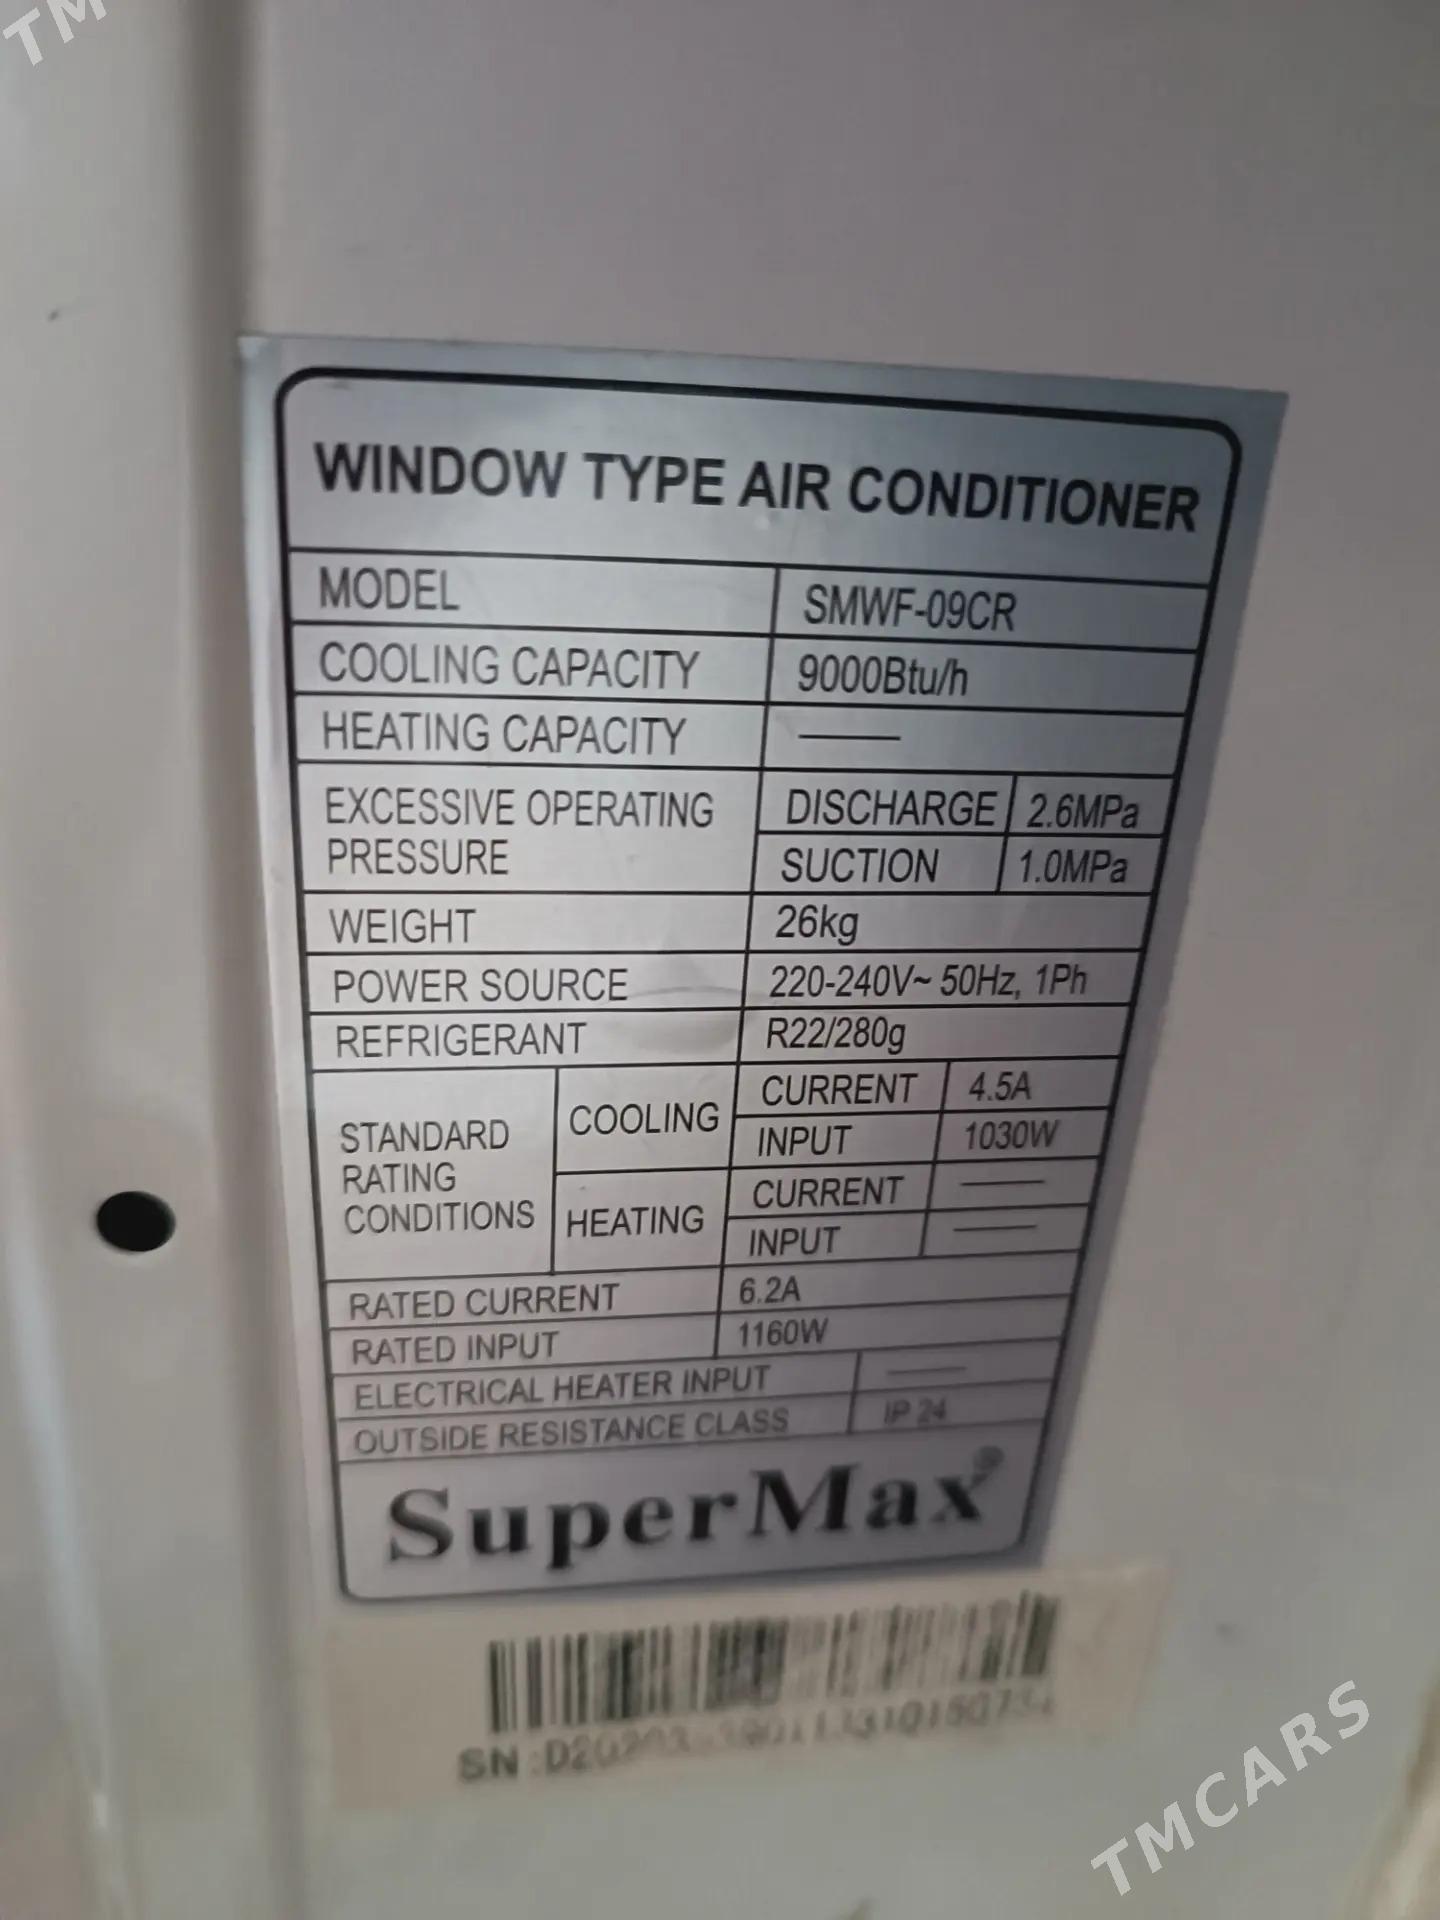 TM
WINDOW TYPE AIR CONDITIONER
MODEL SMWF-09CR
COOLING CAPACITY 9000Btu/h
HEATING CAPACITY ——
EXCESSIVE OPERATING PRESSURE DISCHARGE 2.6MPa
SUCTION 1.0MPa
WEIGHT 26kg
POWER SOURCE 220-240V~ 50Hz, 1Ph
REFRIGERANT R22/280g
STANDARD RATING CONDITIONS COOLING CURRENT 4.5A
INPUT 1030W
HEATING CURRENT ——
INPUT ——
RATED CURRENT 6.2A
RATED INPUT 1160W
ELECTRICAL HEATER INPUT ——
OUTSIDE RESISTANCE CLASS IP 24
SuperMax®
SN:
TMCARS